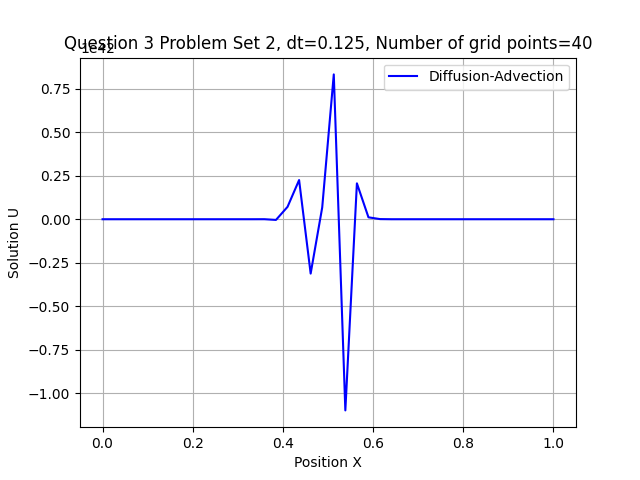 Question 3 Problem Set 2, dt=0.125, Number of grid points=40
1e42
Diffusion-Advection
0.75
0.50
0.25
0.00
−0.25
−0.50
−0.75
−1.00
Solution U
0.0 0.2 0.4 0.6 0.8 1.0
Position X